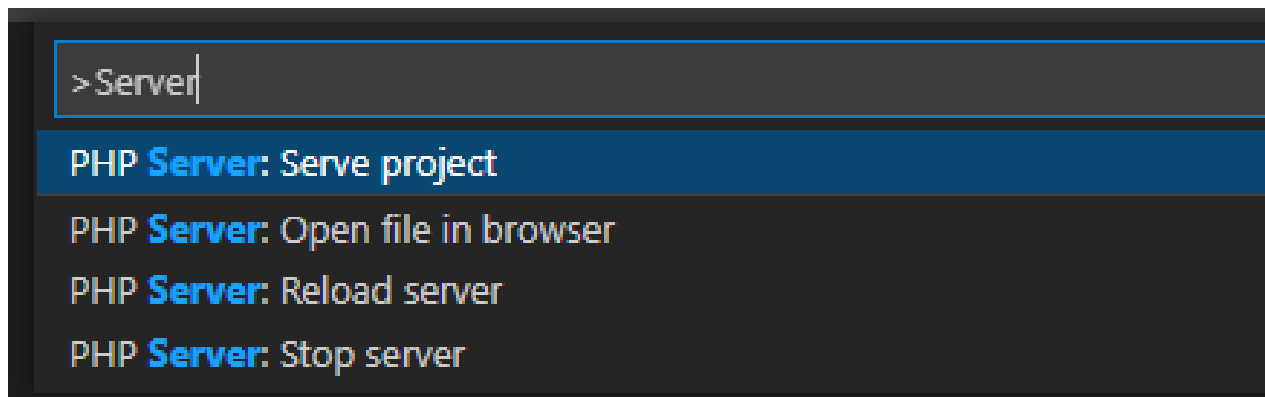 >Server
PHP Server: Serve project
PHP Server: Open file in browser
PHP Server: Reload server
PHP Server: Stop server